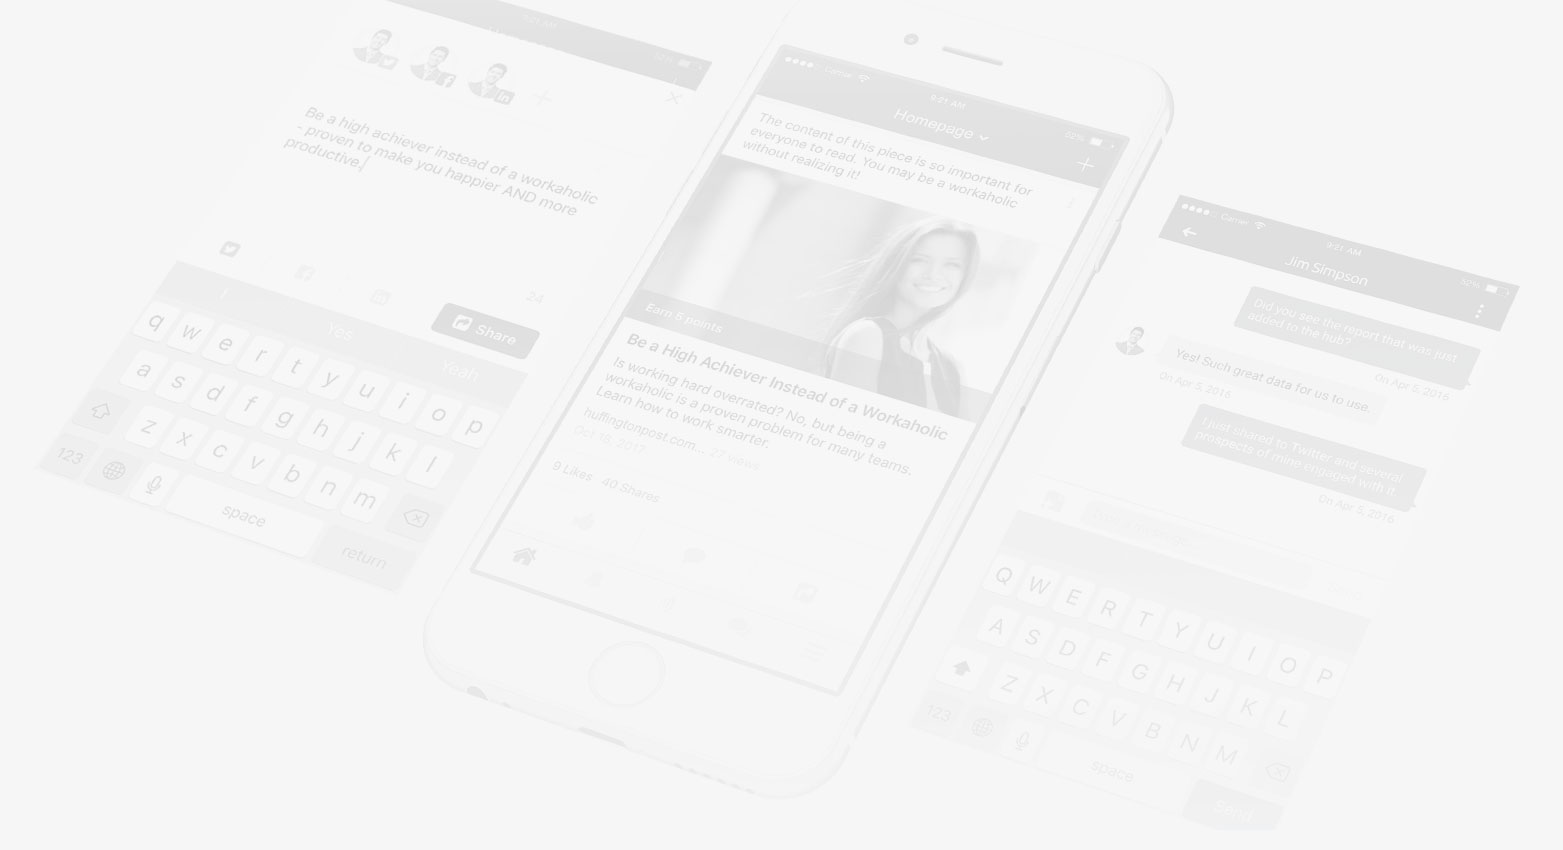 9:21 AM
52%
Be a high achiever instead of a workaholic
- proven to make you happier AND more
productive.
24
Share
I
Yes
Yeah
q w e r t y u i o p
a s d f g h j k l
z x c v b n m
123
space
return
Carrier
9:21 AM
52%
Homepage
The content of this piece is so important for
everyone to read. You may be a workaholic
without realizing it!
Earn 5 points
Be a High Achiever Instead of a Workaholic
Is working hard overrated? No, but being a
workaholic is a proven problem for many teams.
Learn how to work smarter.
huffingtonpost.com... 27 views
Oct 18, 2017
9 Likes 40 Shares
Carrier
9:21 AM
52%
Jim Simpson
Did you see the report that was just
added to the hub?
On Apr 5, 2016
Yes! Such great data for us to use.
On Apr 5, 2016
I just shared to Twitter and several
prospects of mine engaged with it.
On Apr 5, 2016
Q W E R T Y U I O P
A S D F G H J K L
Z X C V B N M
123
space
Send